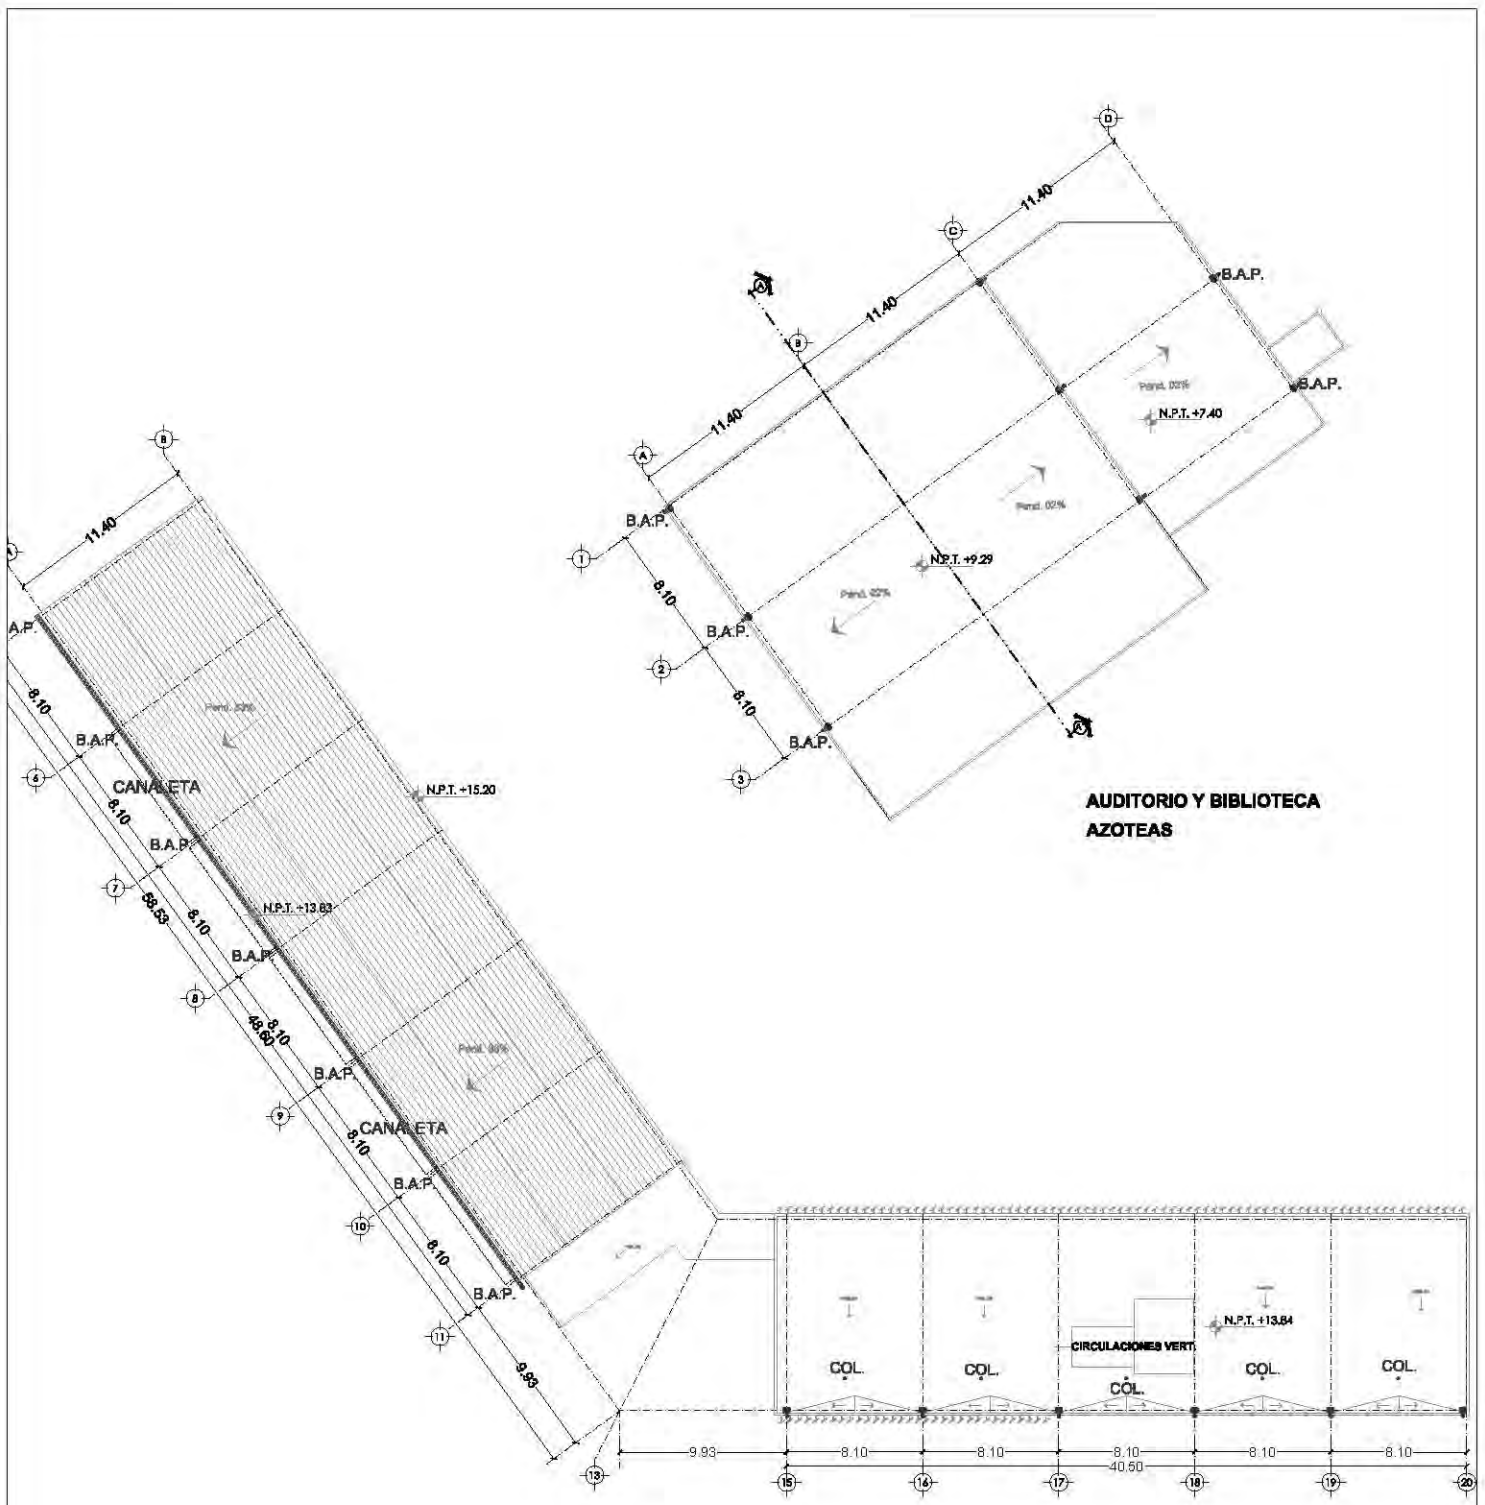 D
11.40
C
B.A.P.
A
11.40
B
Pend. 02%
B.A.P.
N.P.T. +7.40
11.40
B
A
Pend. 02%
11.40
B.A.P.
1
N.P.T. +9.29
A
8.10
Pend. 02%
A.P.
B.A.P.
2
8.10
8.10
Pend. 03%
A
B.A.P.
B.A.P.
6
3
CANALETA
N.P.T. +15.20
AUDITORIO Y BIBLIOTECA
8.10
AZOTEAS
B.A.P.
7
58.53
N.P.T. +13.83
8.10
B.A.P.
8
48.60
8.10
Pend. 03%
B.A.P.
9
CANALETA
8.10
B.A.P.
10
8.10
B.A.P.
N.P.T. +13.84
11
CIRCULACIONES VERT.
9.93
COL.
COL.
COL.
COL.
COL.
9.93
8.10
8.10
8.10
8.10
8.10
40.50
13
15
16
17
18
19
20